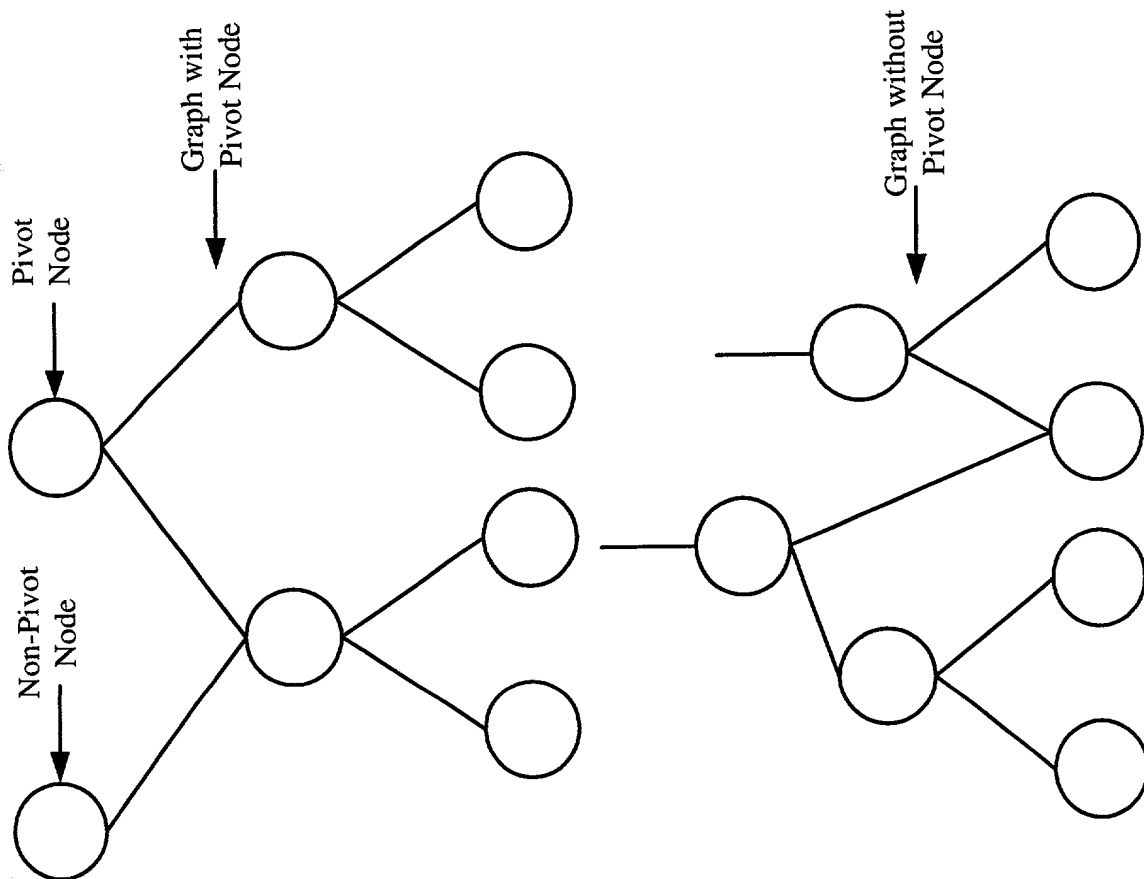 Non-Pivot
Node
Pivot
Node
Graph with
Pivot Node
Graph without
Pivot Node